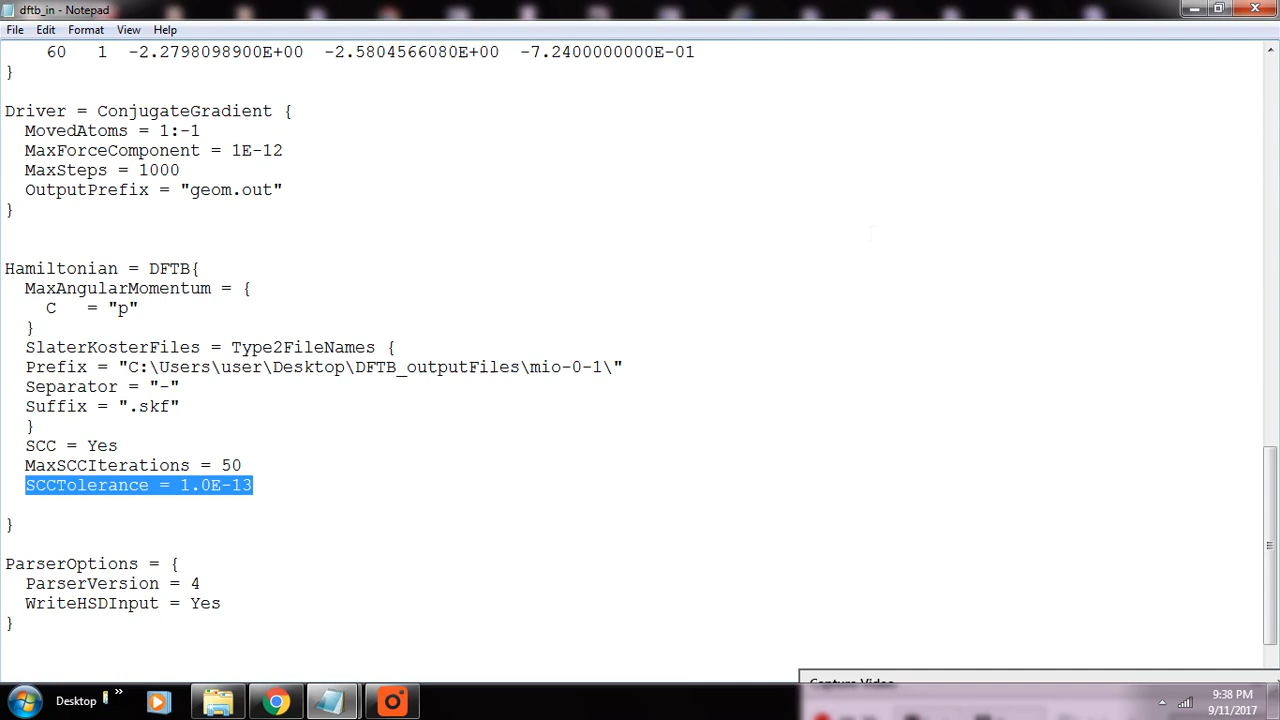 dftb_in - Notepad
File Edit Format View Help
60 1 -2.2798098900E+00 -2.5804566080E+00 -7.2400000000E-01
}
Driver = ConjugateGradient {
MovedAtoms = 1:-1
MaxForceComponent = 1E-12
MaxSteps = 1000
OutputPrefix = "geom.out"
}
Hamiltonian = DFTB{
MaxAngularMomentum = {
C = "p"
}
SlaterKosterFiles = Type2FileNames {
Prefix = "C:\Users\user\Desktop\DFTB_outputFiles\mio-0-1\"
Separator = "-"
Suffix = ".skf"
}
SCC = Yes
MaxSCCIterations = 50
SCCTolerance = 1.0E-13
}
ParserOptions = {
ParserVersion = 4
WriteHSDInput = Yes
}
Capture Video
Desktop
9:38 PM
9/11/2017